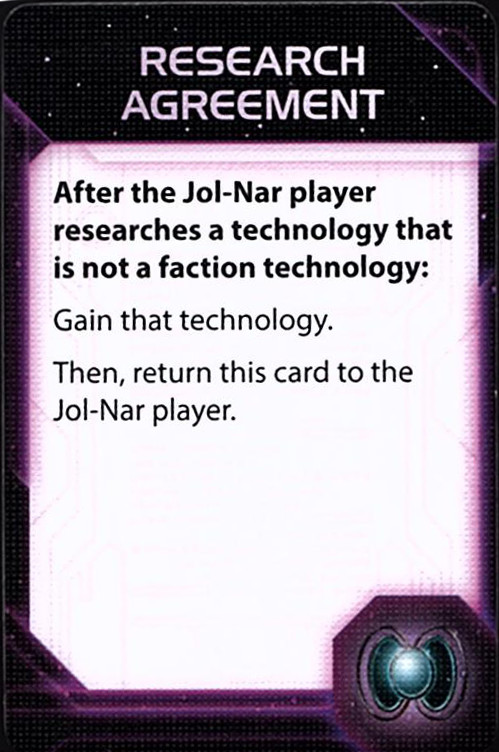 RESEARCH
AGREEMENT
After the Jol-Nar player
researches a technology that
is not a faction technology:
Gain that technology.
Then, return this card to the
Jol-Nar player.